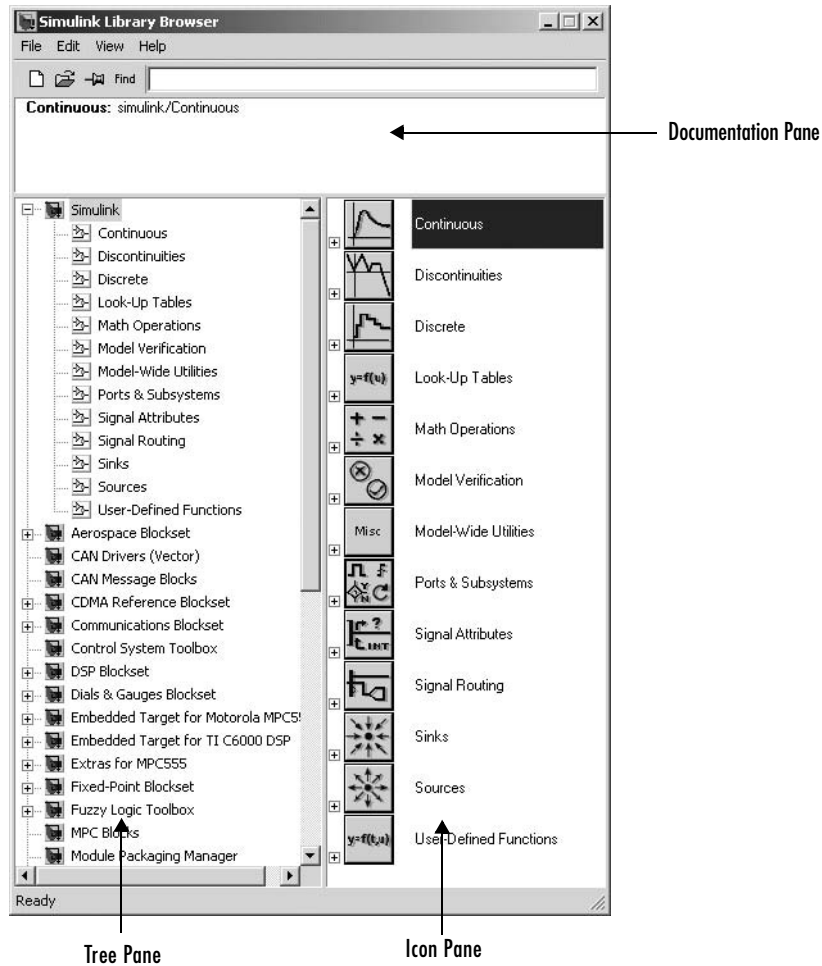 Simulink Library Browser
File Edit View Help
Find
Continuous: simulink/Continuous
Documentation Pane
Simulink
Continuous
Discontinuities
Discrete
Look-Up Tables
Math Operations
Model Verification
Model-Wide Utilities
Ports & Subsystems
Signal Attributes
Signal Routing
Sinks
Sources
User-Defined Functions
Aerospace Blockset
CAN Drivers (Vector)
CAN Message Blocks
CDMA Reference Blockset
Communications Blockset
Control System Toolbox
DSP Blockset
Dials & Gauges Blockset
Embedded Target for Motorola MPC5
Embedded Target for TI C6000 DSP
Extras for MPC555
Fixed-Point Blockset
Fuzzy Logic Toolbox
MPC Blocks
Module Packaging Manager
Continuous
Discontinuities
Discrete
y=f(u) Look-Up Tables
+ − ÷ × Math Operations
Model Verification
Misc Model-Wide Utilities
Y N Ports & Subsystems
? INT Signal Attributes
Signal Routing
Sinks
Sources
y=f(t,u) User-Defined Functions
Ready
Tree Pane
Icon Pane